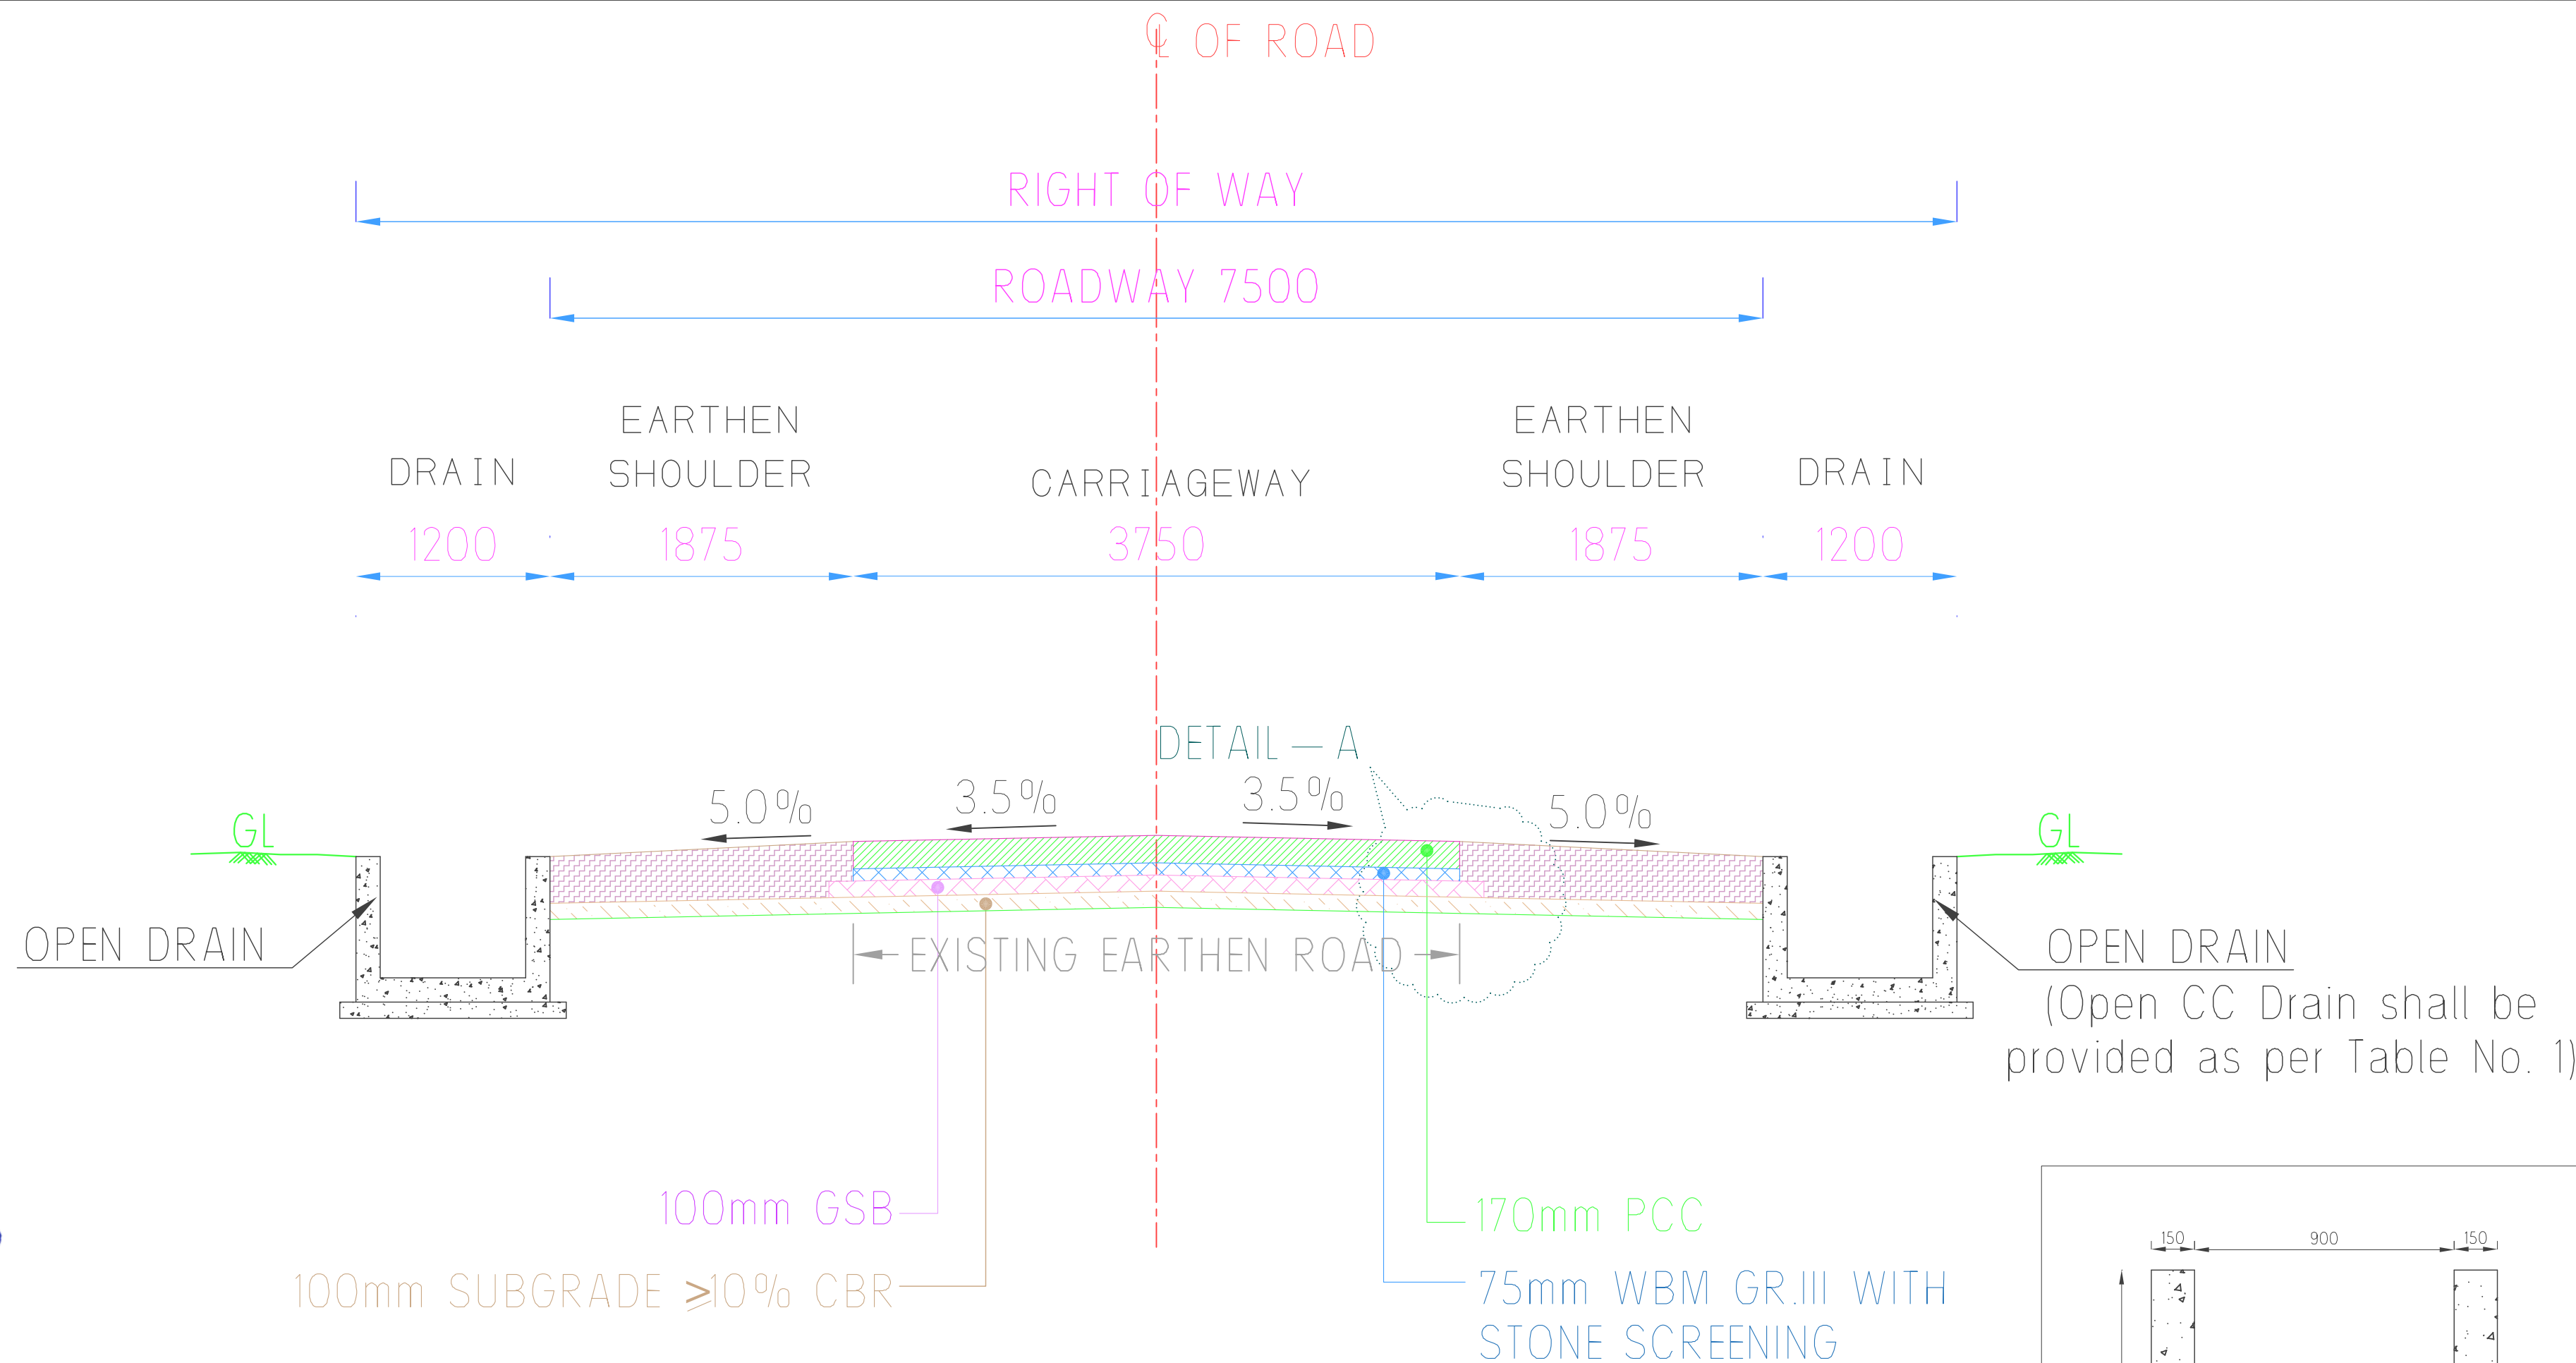 ℄ OF ROAD
RIGHT OF WAY
ROADWAY 7500
DRAIN
1200
EARTHEN
SHOULDER
1875
CARRIAGEWAY
3750
EARTHEN
SHOULDER
1875
DRAIN
1200
DETAIL — A
5.0%
3.5%
3.5%
5.0%
GL
GL
OPEN DRAIN
EXISTING EARTHEN ROAD
OPEN DRAIN
(Open CC Drain shall be
provided as per Table No. 1)
100mm GSB
100mm SUBGRADE ⩾10% CBR
170mm PCC
75mm WBM GR.III WITH
STONE SCREENING
150
900
150